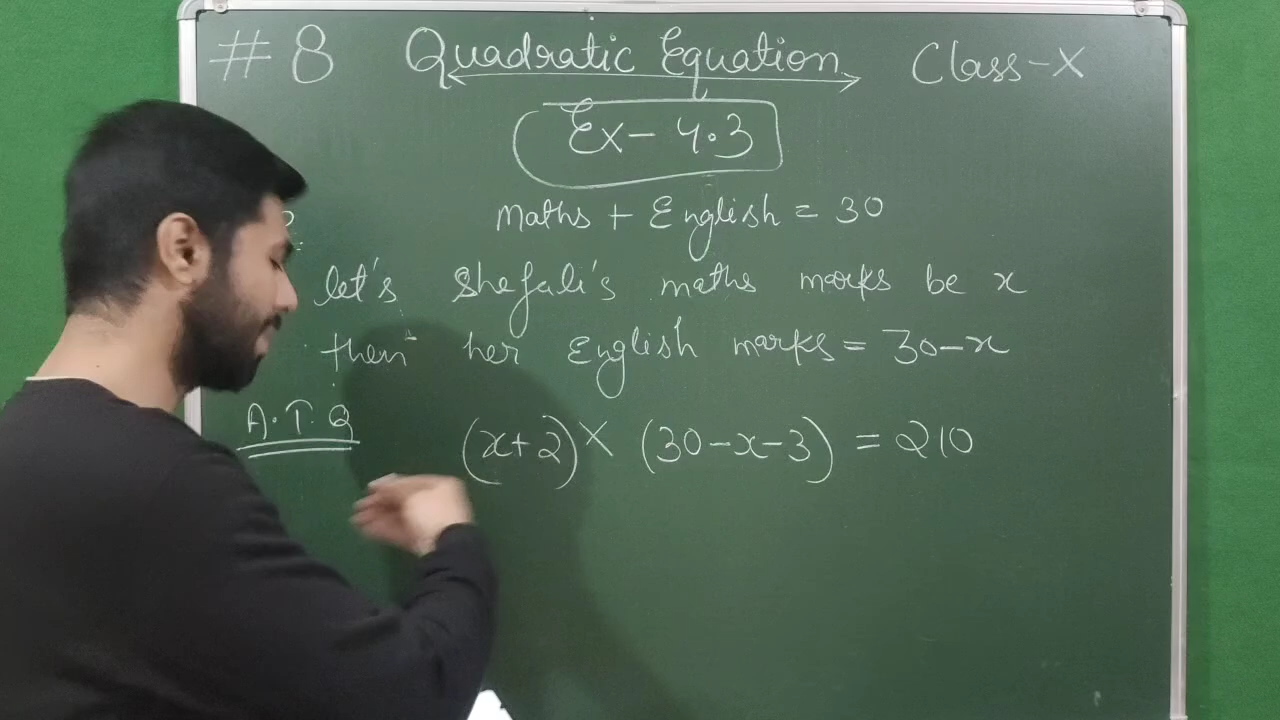 #8 Quadratic Equation Class-X
Ex- 4.3
Maths + English = 30
let's Shefali's maths marks be x
then her English marks = 30-x
A.T.Q (x+2) × (30-x-3) = 210